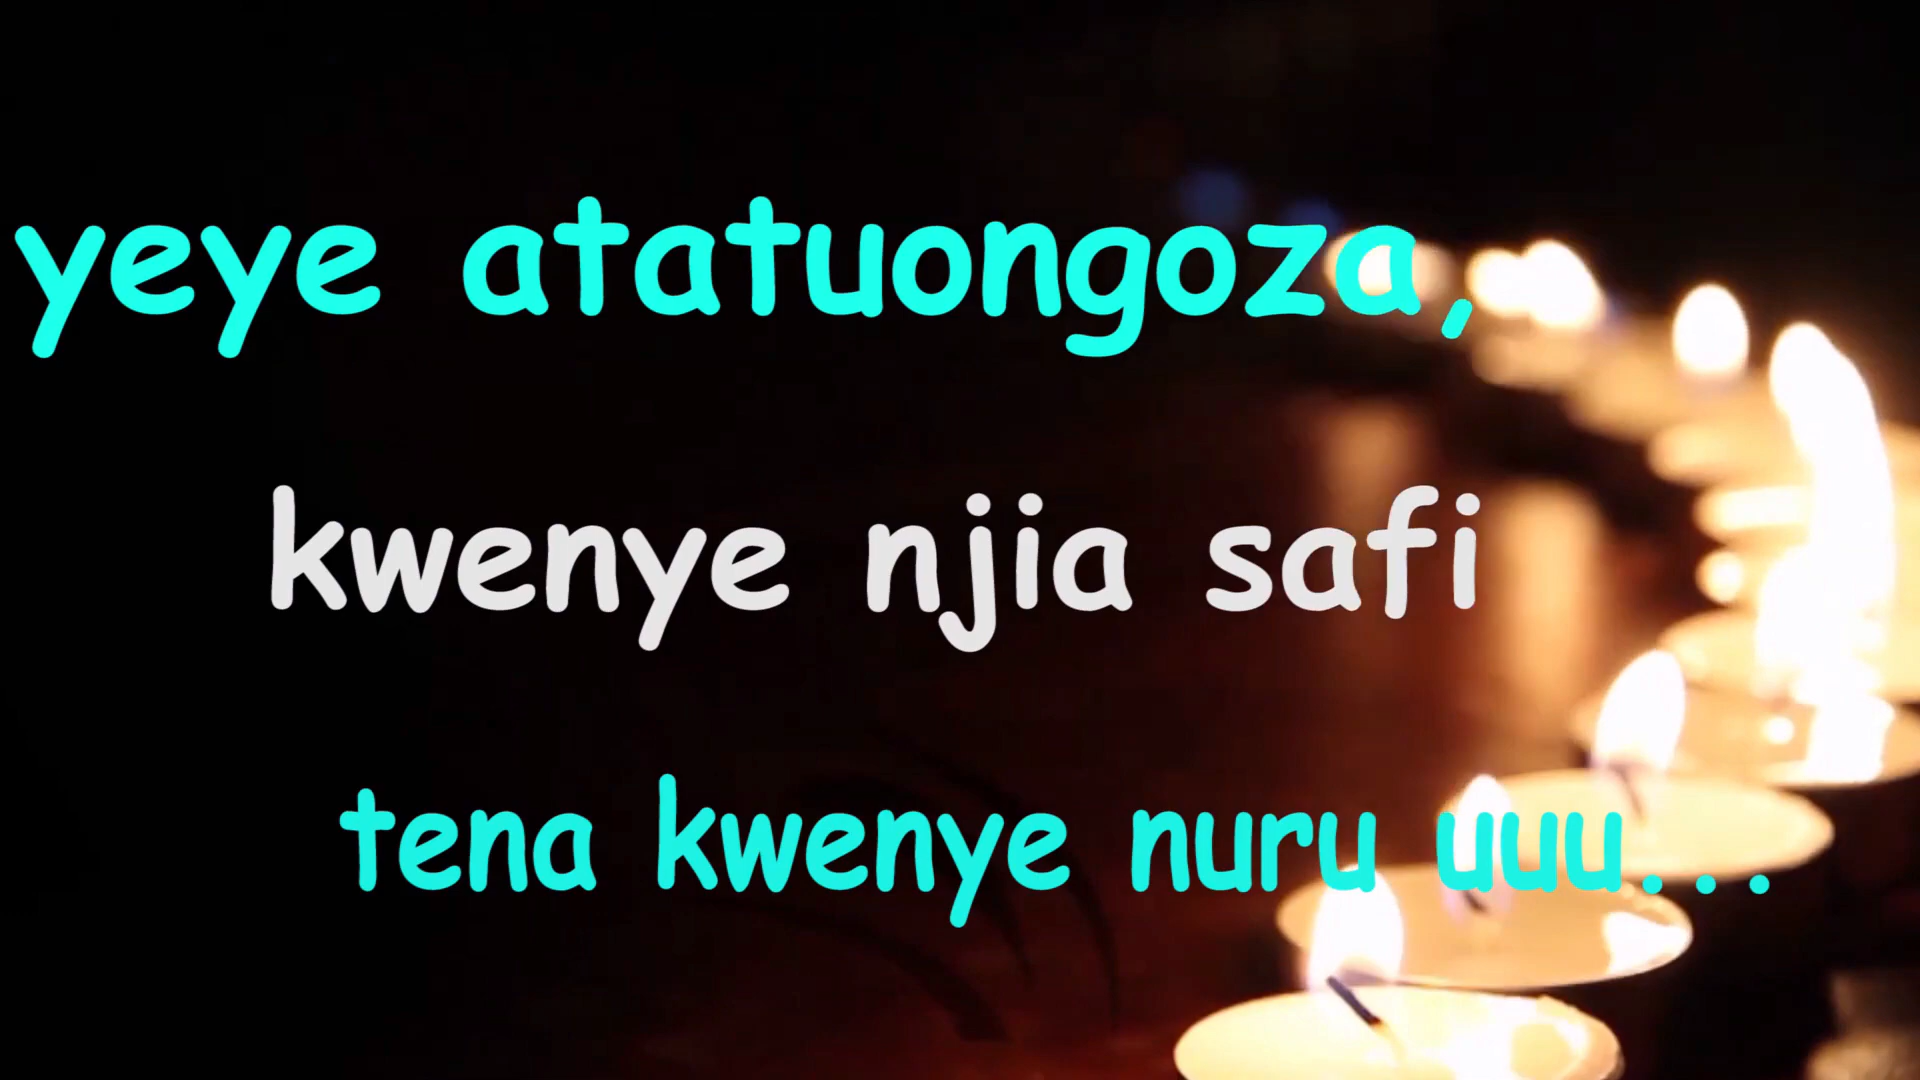 yeye atatuongoza,
kwenye njia safi
tena kwenye nuru uuu...